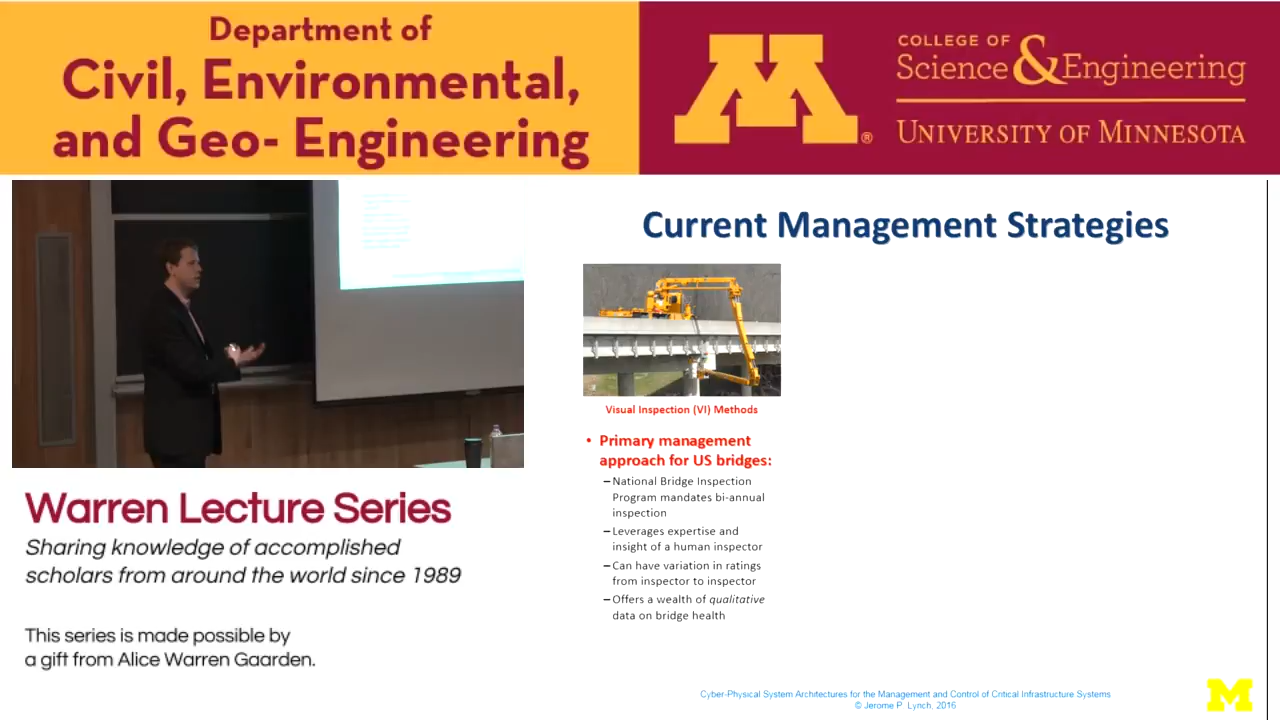 Department of
Civil, Environmental,
and Geo- Engineering
M®
COLLEGE OF
Science & Engineering
UNIVERSITY OF MINNESOTA
Current Management Strategies
Visual Inspection (VI) Methods
• Primary management
approach for US bridges:
– National Bridge Inspection
Program mandates bi-annual
inspection
– Leverages expertise and
insight of a human inspector
– Can have variation in ratings
from inspector to inspector
– Offers a wealth of qualitative
data on bridge health
Warren Lecture Series
Sharing knowledge of accomplished
scholars from around the world since 1989
This series is made possible by
a gift from Alice Warren Gaarden.
Cyber-Physical System Architectures for the Management and Control of Critical Infrastructure Systems
© Jerome P. Lynch, 2016
M